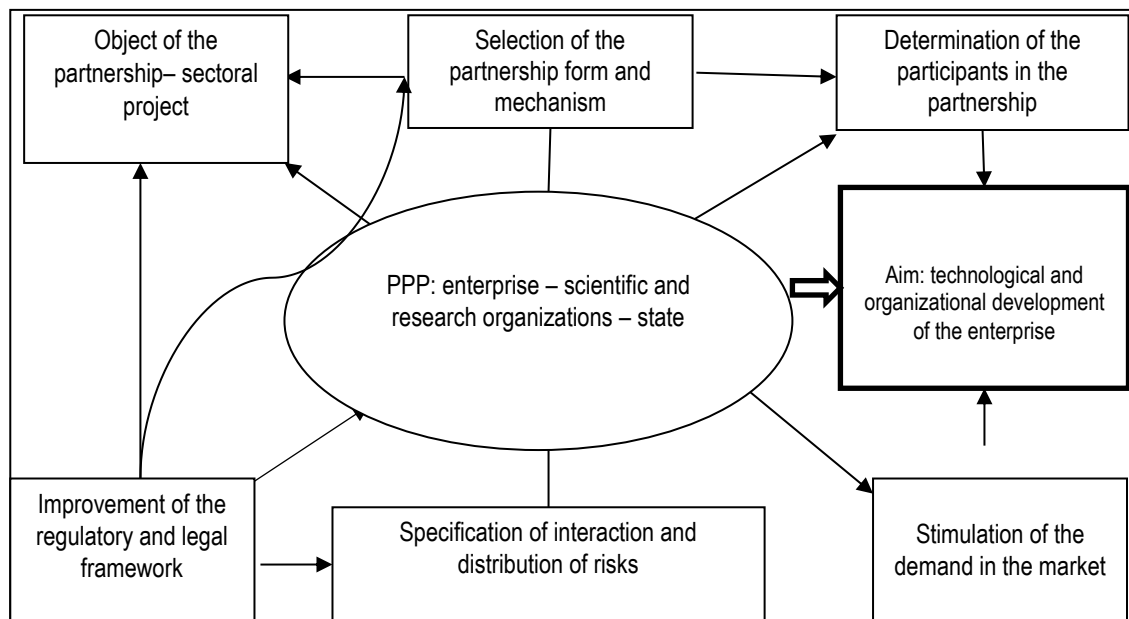 Object of the
partnership– sectoral
project
Selection of the
partnership form and
mechanism
Determination of the
participants in the
partnership
PPP: enterprise – scientific and
research organizations – state
Aim: technological and
organizational development
of the enterprise
Improvement of the
regulatory and legal
framework
Specification of interaction and
distribution of risks
Stimulation of the
demand in the market